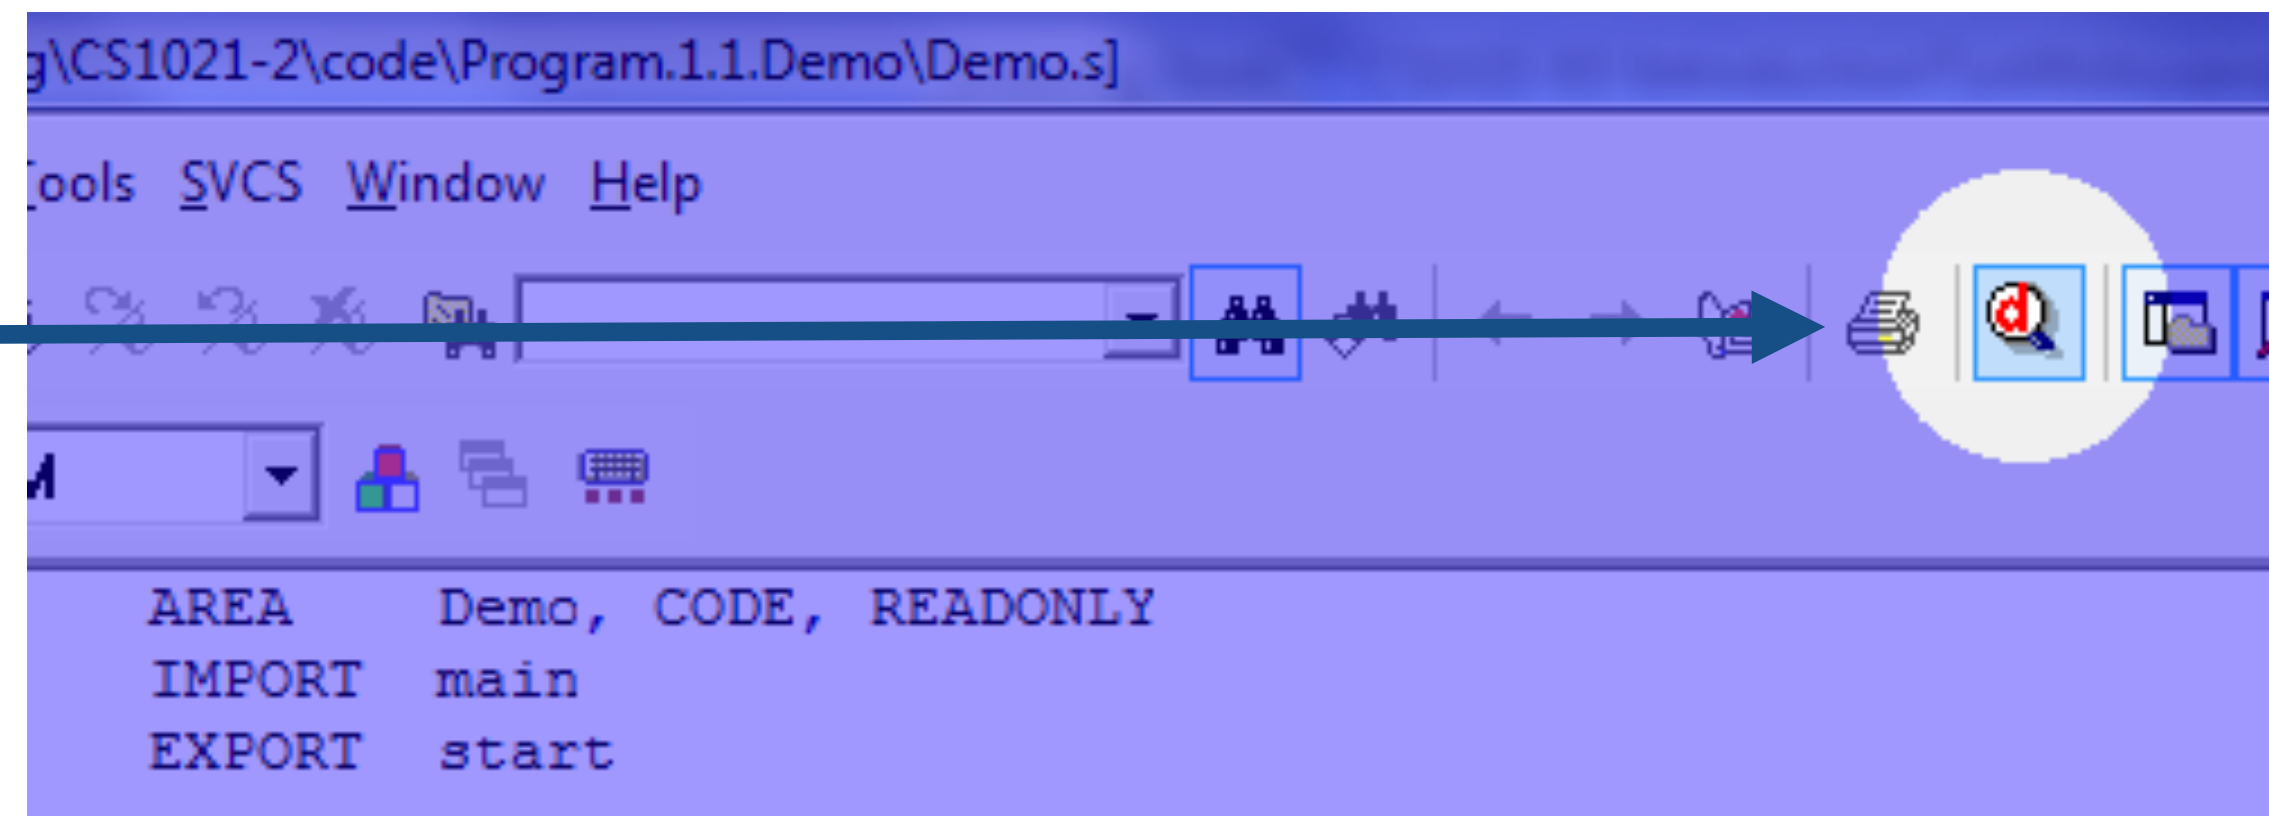 g\CS1021-2\code\Program.1.1.Demo\Demo.s]
Tools SVCS Window Help
d
M
AREA Demo, CODE, READONLY
IMPORT main
EXPORT start